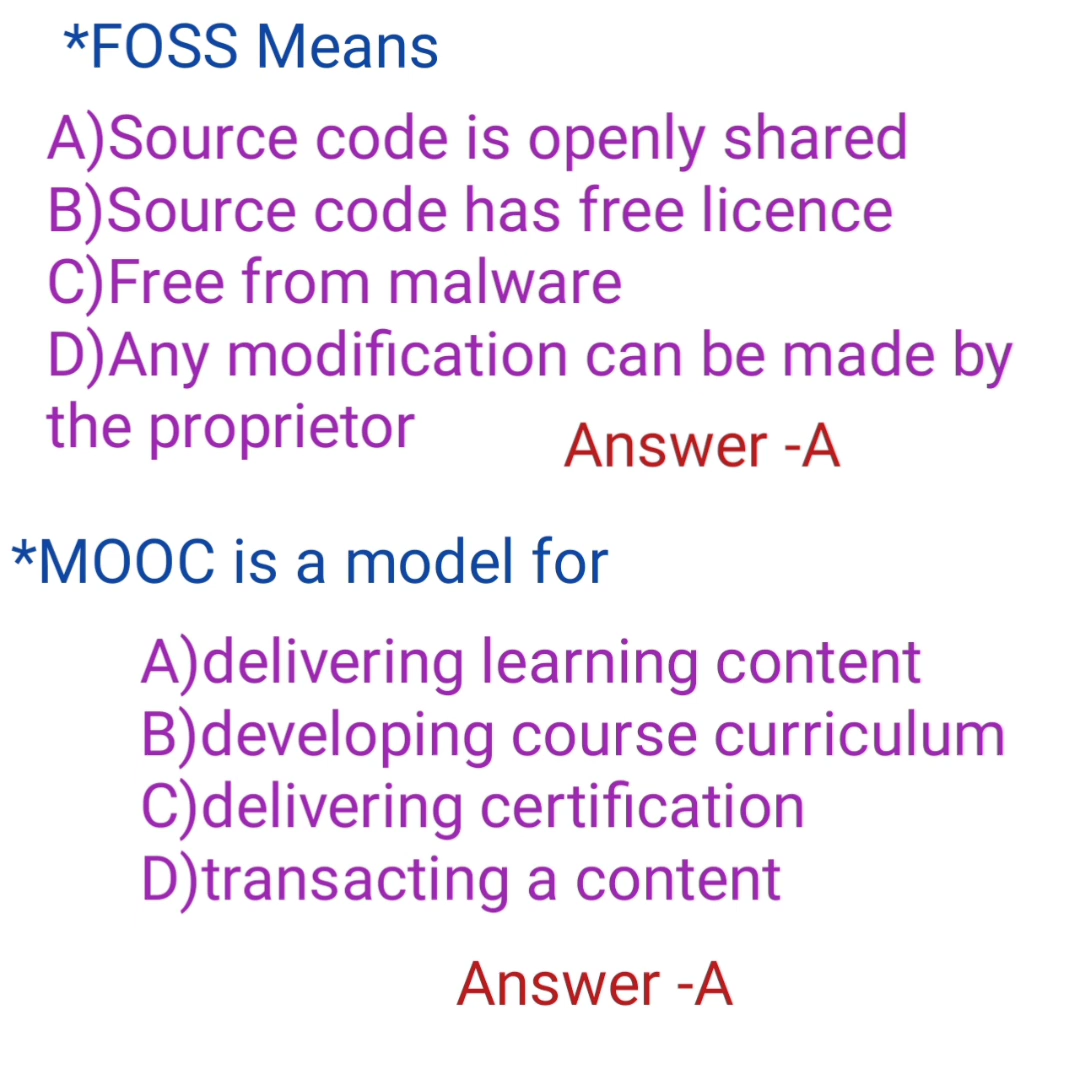 *FOSS Means
A)Source code is openly shared
B)Source code has free licence
C)Free from malware
D)Any modification can be made by
the proprietor
Answer -A
*MOOC is a model for
A)delivering learning content
B)developing course curriculum
C)delivering certification
D)transacting a content
Answer -A